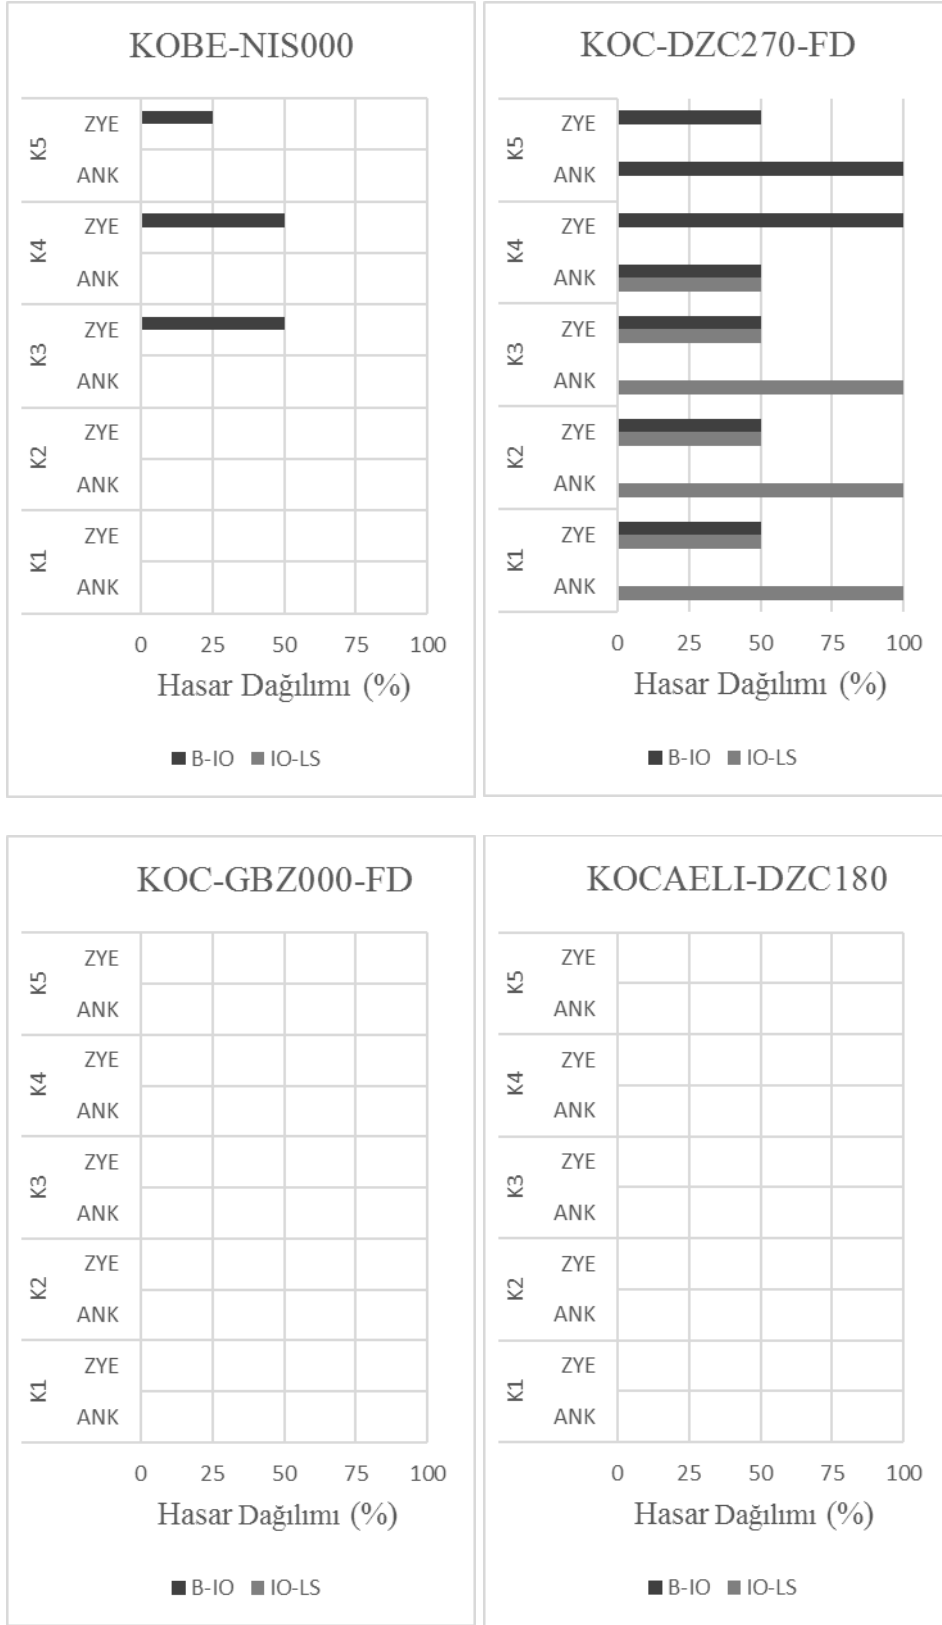 KOBE-NIS000
K5
ZYE
ANK
K4
ZYE
ANK
K3
ZYE
ANK
K2
ZYE
ANK
K1
ZYE
ANK
0 25 50 75 100
Hasar Dağılımı (%)
B-IO IO-LS
KOC-DZC270-FD
K5
ZYE
ANK
K4
ZYE
ANK
K3
ZYE
ANK
K2
ZYE
ANK
K1
ZYE
ANK
0 25 50 75 100
Hasar Dağılımı (%)
B-IO IO-LS
KOC-GBZ000-FD
K5
ZYE
ANK
K4
ZYE
ANK
K3
ZYE
ANK
K2
ZYE
ANK
K1
ZYE
ANK
0 25 50 75 100
Hasar Dağılımı (%)
B-IO IO-LS
KOCAELI-DZC180
K5
ZYE
ANK
K4
ZYE
ANK
K3
ZYE
ANK
K2
ZYE
ANK
K1
ZYE
ANK
0 25 50 75 100
Hasar Dağılımı (%)
B-IO IO-LS